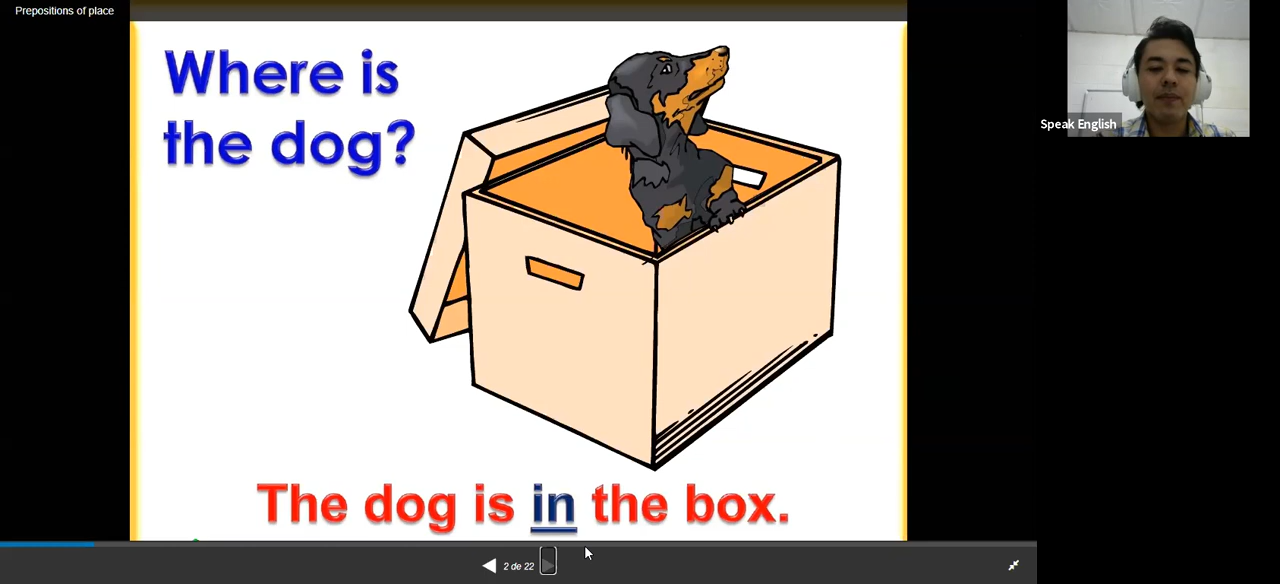 Prepositions of place
Where is
the dog?
Speak English
The dog is in the box.
2 de 22